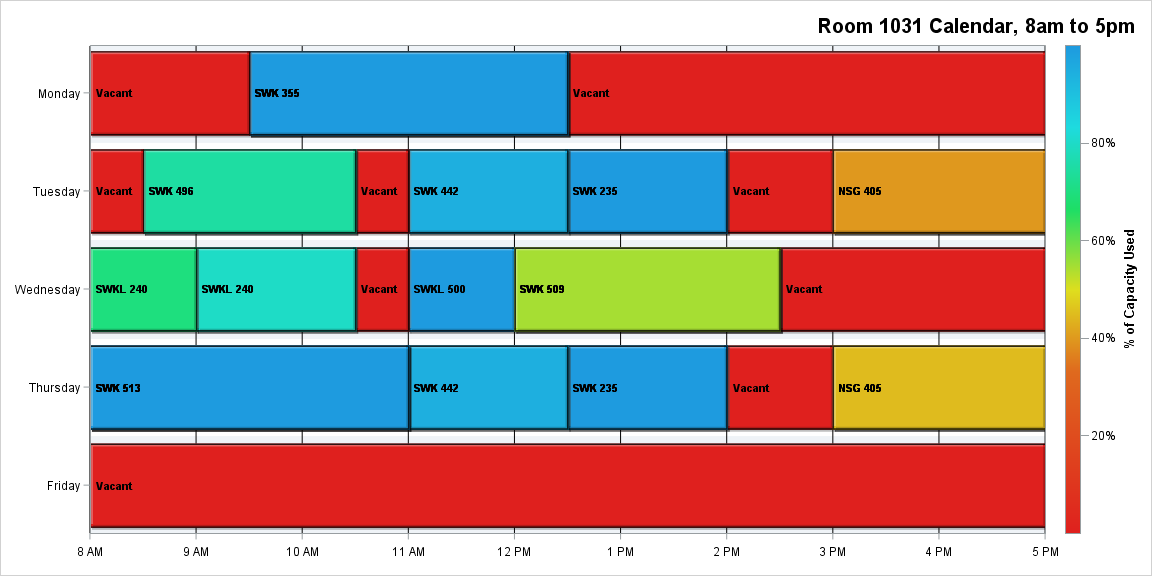 Room 1031 Calendar, 8am to 5pm
Monday
Vacant
SWK 355
Vacant
Tuesday
Vacant
SWK 496
Vacant
SWK 442
SWK 235
Vacant
NSG 405
Wednesday
SWKL 240
SWKL 240
Vacant
SWKL 500
SWK 509
Vacant
Thursday
SWK 513
SWK 442
SWK 235
Vacant
NSG 405
Friday
Vacant
8 AM
9 AM
10 AM
11 AM
12 PM
1 PM
2 PM
3 PM
4 PM
5 PM
80%
60%
40%
20%
% of Capacity Used